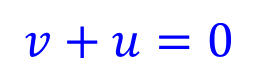 v + u = 0